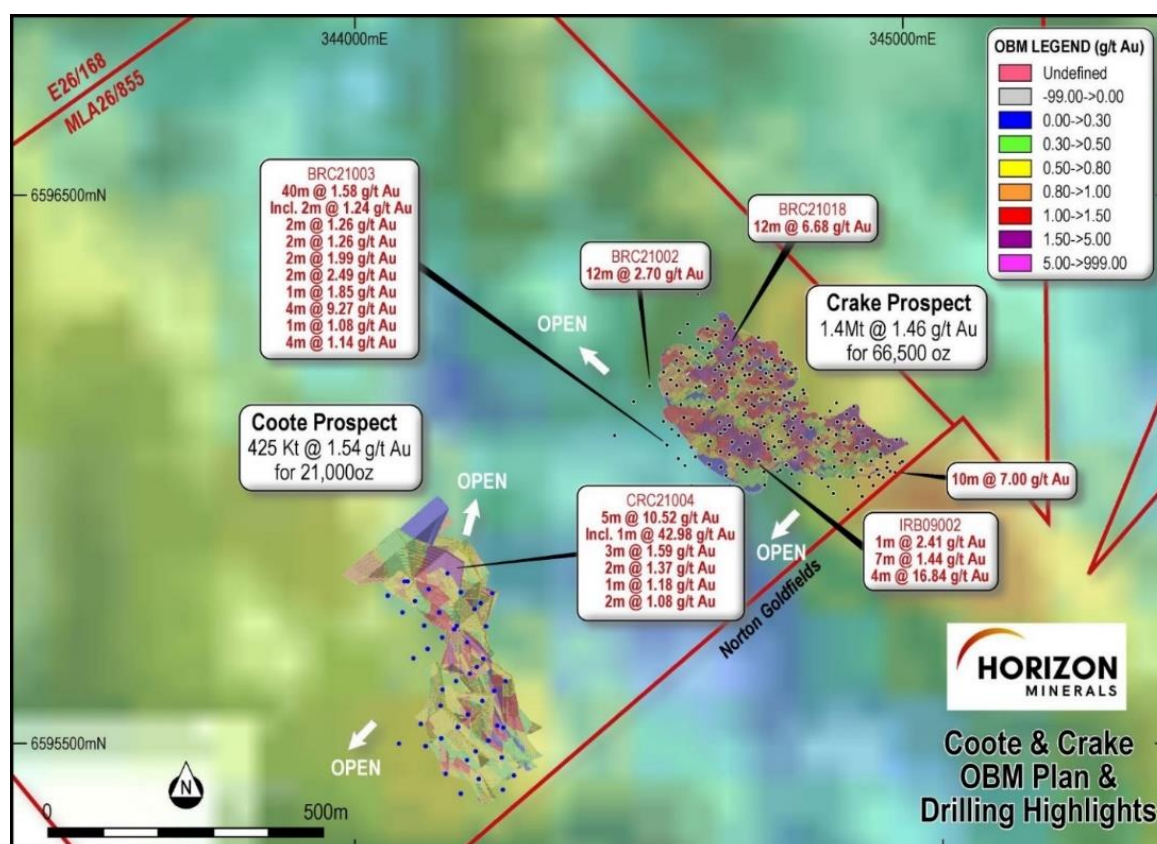 344000mE
345000mE
E26/168
MLA26/855
6596500mN
6595500mN
OBM LEGEND (g/t Au)
Undefined
-99.00->0.00
0.00->0.30
0.30->0.50
0.50->0.80
0.80->1.00
1.00->1.50
1.50->5.00
5.00->999.00
BRC21003
40m @ 1.58 g/t Au
Incl. 2m @ 1.24 g/t Au
2m @ 1.26 g/t Au
2m @ 1.26 g/t Au
2m @ 1.99 g/t Au
2m @ 2.49 g/t Au
1m @ 1.85 g/t Au
4m @ 9.27 g/t Au
1m @ 1.08 g/t Au
4m @ 1.14 g/t Au
BRC21018
12m @ 6.68 g/t Au
BRC21002
12m @ 2.70 g/t Au
OPEN
Crake Prospect
1.4Mt @ 1.46 g/t Au
for 66,500 oz
Coote Prospect
425 Kt @ 1.54 g/t Au
for 21,000oz
OPEN
CRC21004
5m @ 10.52 g/t Au
Incl. 1m @ 42.98 g/t Au
3m @ 1.59 g/t Au
2m @ 1.37 g/t Au
1m @ 1.18 g/t Au
2m @ 1.08 g/t Au
10m @ 7.00 g/t Au
OPEN
IRB09002
1m @ 2.41 g/t Au
7m @ 1.44 g/t Au
4m @ 16.84 g/t Au
Norton Goldfields
OPEN
N
0
500m
HORIZON
MINERALS
Coote & Crake
OBM Plan &
Drilling Highlights